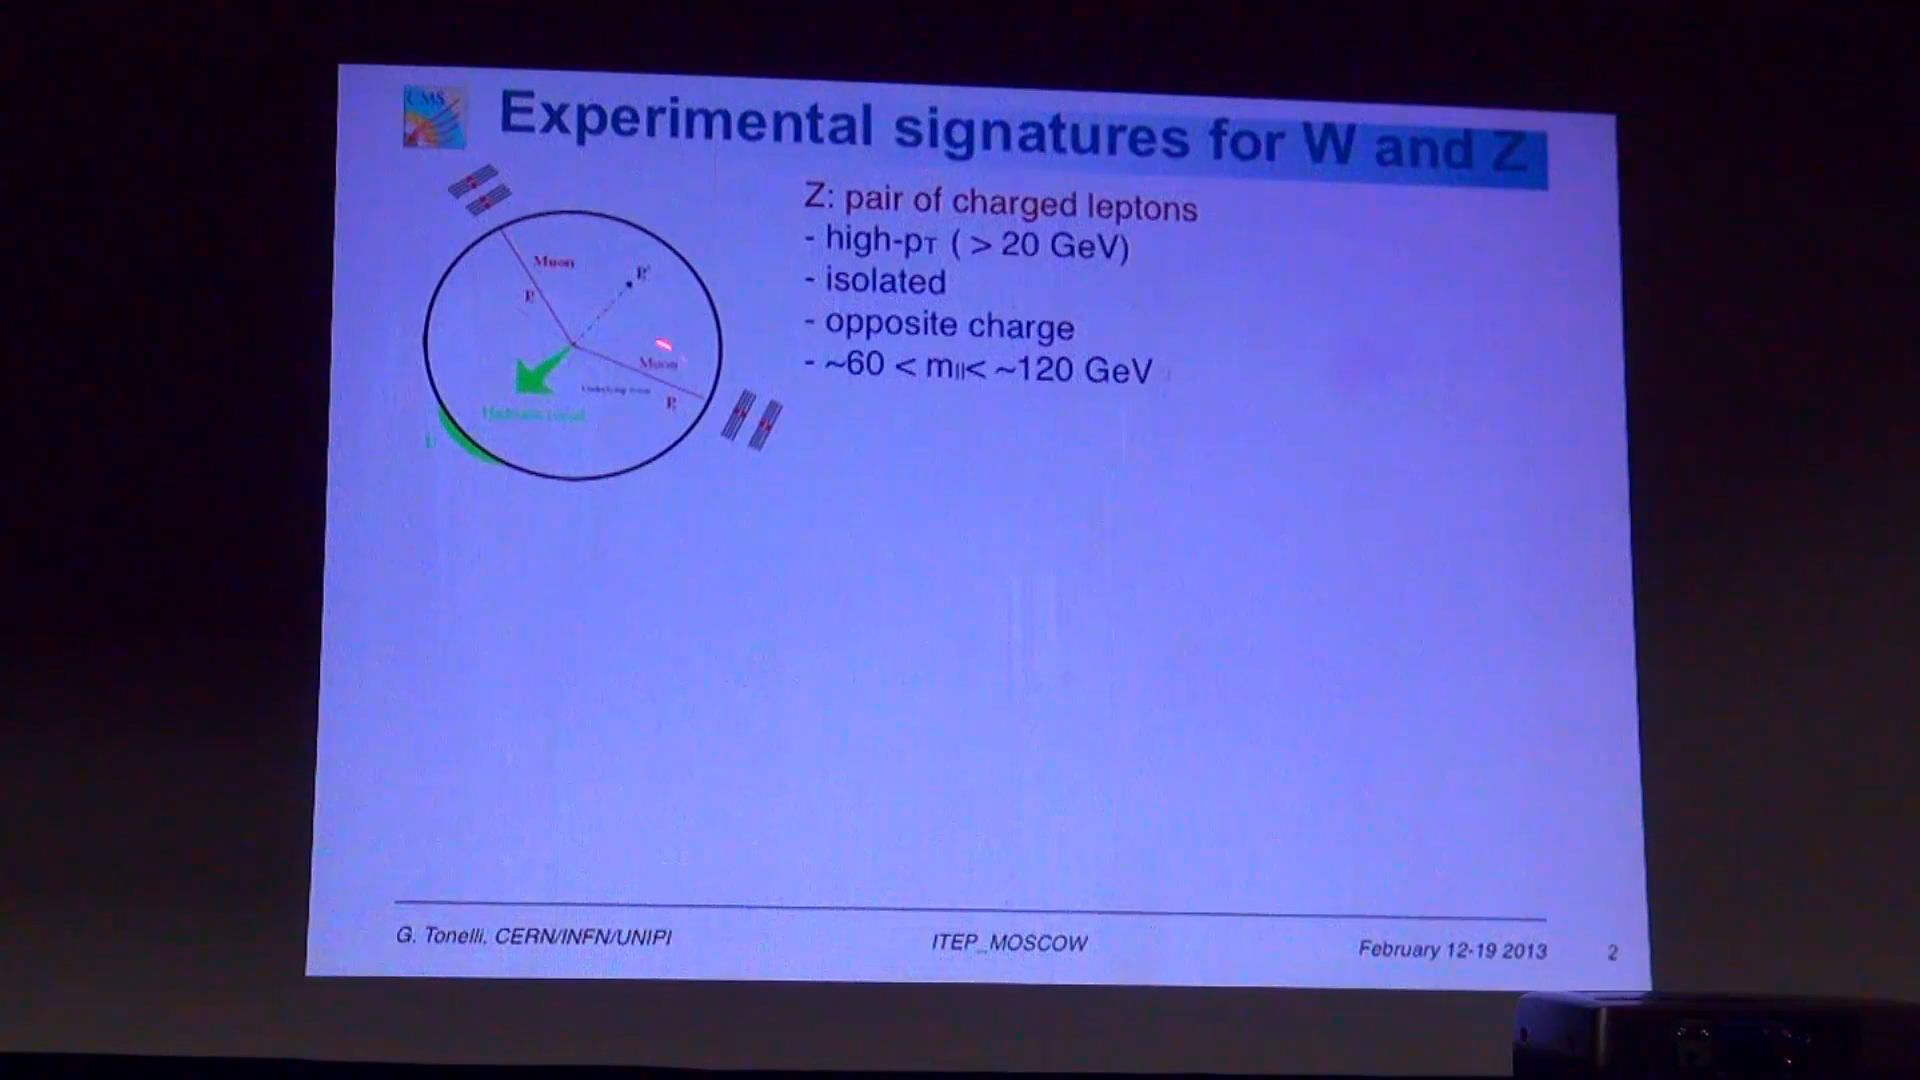 CMS
Experimental signatures for W and Z
Z: pair of charged leptons
- high-pT ( > 20 GeV)
- isolated
- opposite charge
- ~60 < mll< ~120 GeV
Muon
Muon
U
G. Tonelli, CERN/INFN/UNIPI
ITEP_MOSCOW
February 12-19 2013
2